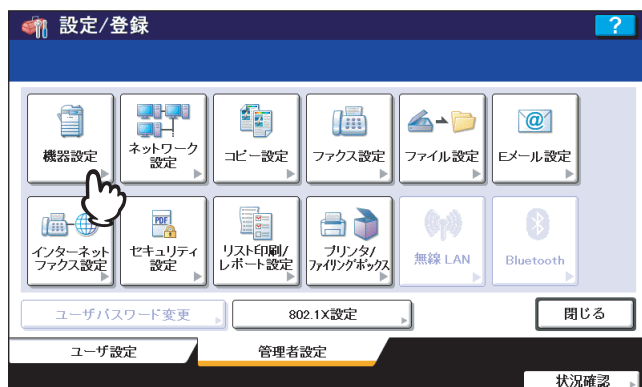 設定/登録
?
機器設定
ネットワーク
設定
コピー設定
ファクス設定
ファイル設定
Eメール設定
インターネット
ファクス設定
PDF
セキュリティ
設定
リスト印刷/
レポート設定
プリンタ/
ファイリングボックス
無線 LAN
Bluetooth
ユーザパスワード変更
802.1X設定
閉じる
ユーザ設定
管理者設定
状況確認